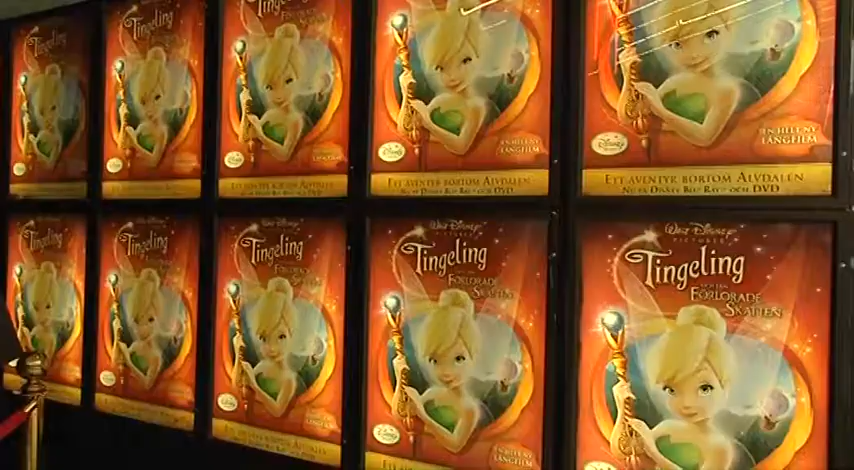 Walt Disney
PICTURES
Tingeling
OCH DEN
FÖRLORADE
SKATTEN
Disney
EN HELT NY
LÅNGFILM
ETT ÄVENTYR BORTOM ÄLVDALEN
NU PÅ DISNEY BLU-RAY OCH DVD